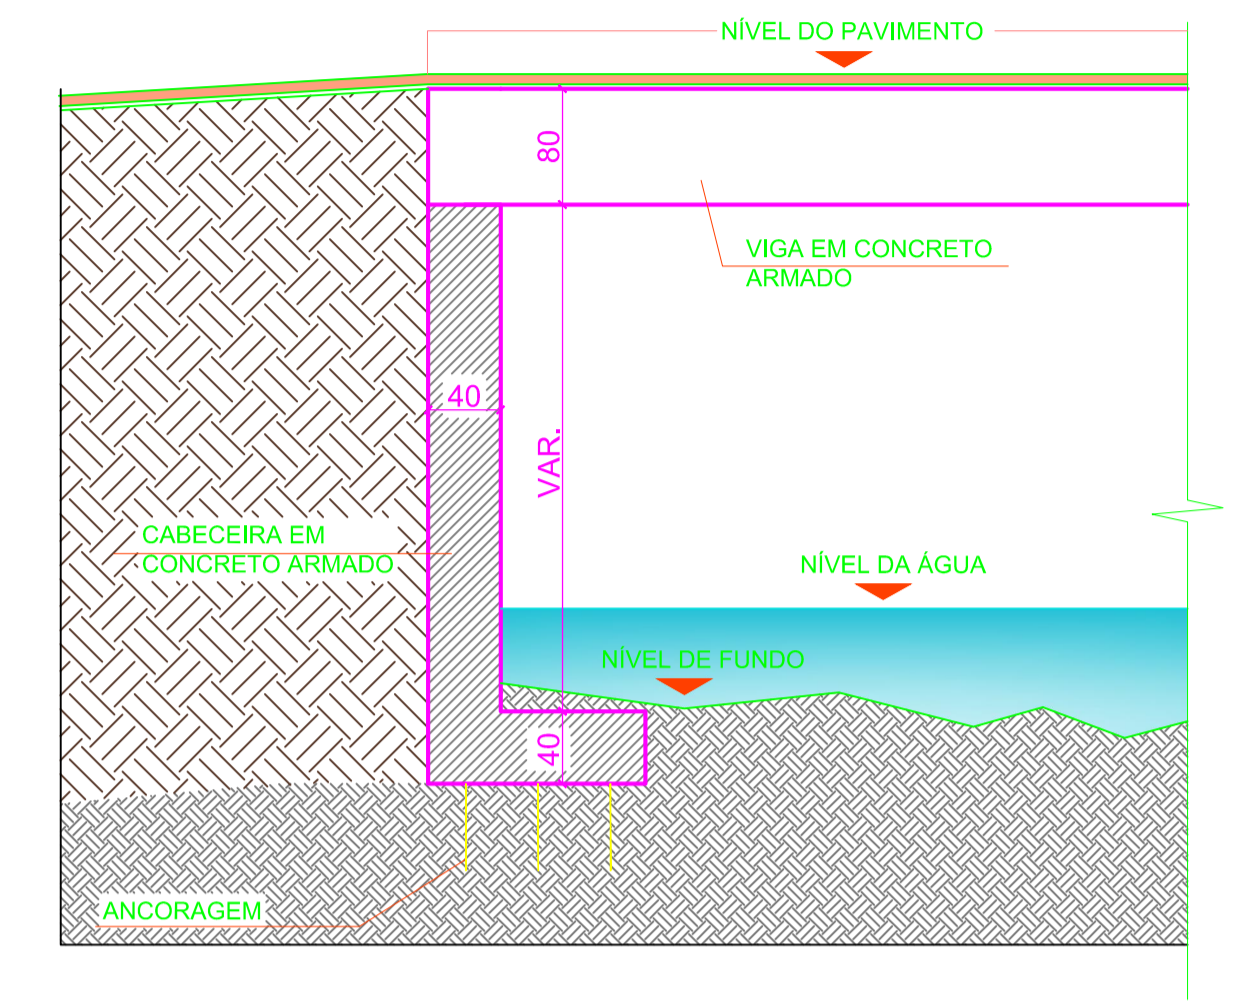 NÍVEL DO PAVIMENTO
80
VIGA EM CONCRETO
ARMADO
40
VAR.
CABECEIRA EM
CONCRETO ARMADO
NÍVEL DA ÁGUA
NÍVEL DE FUNDO
40
ANCORAGEM